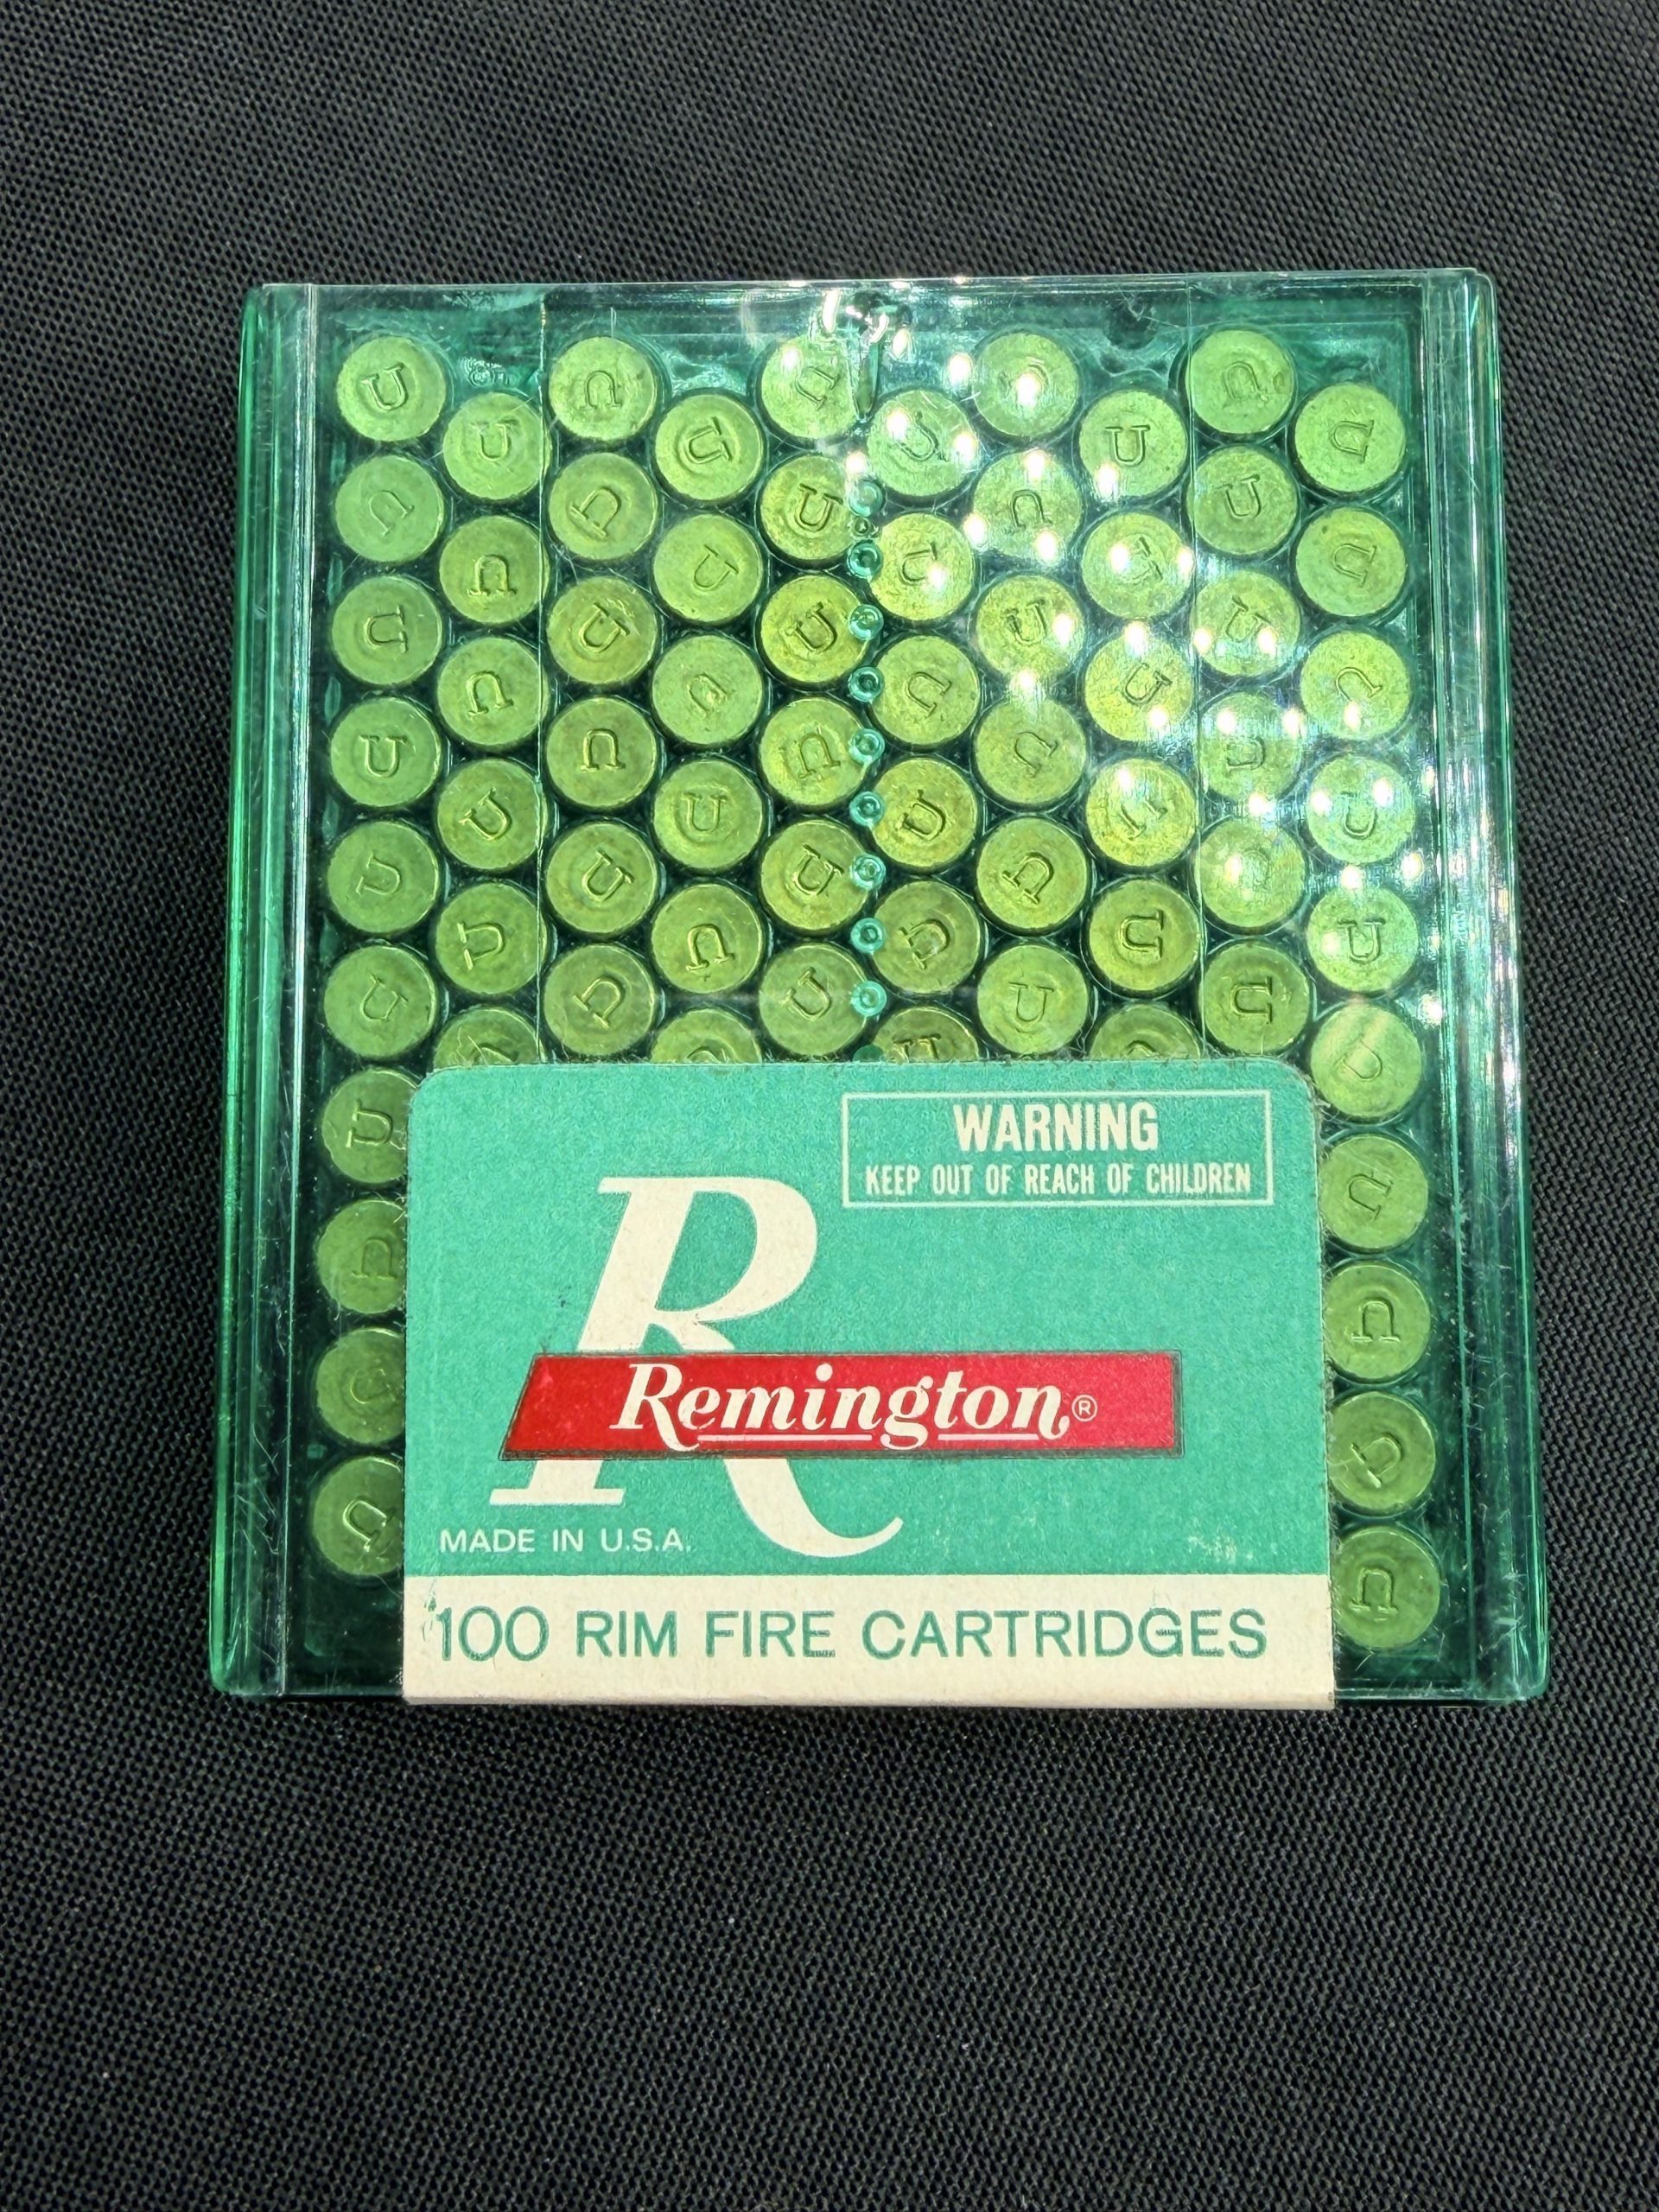 U
WARNING
KEEP OUT OF REACH OF CHILDREN
R
Remington®
MADE IN U.S.A.
100 RIM FIRE CARTRIDGES